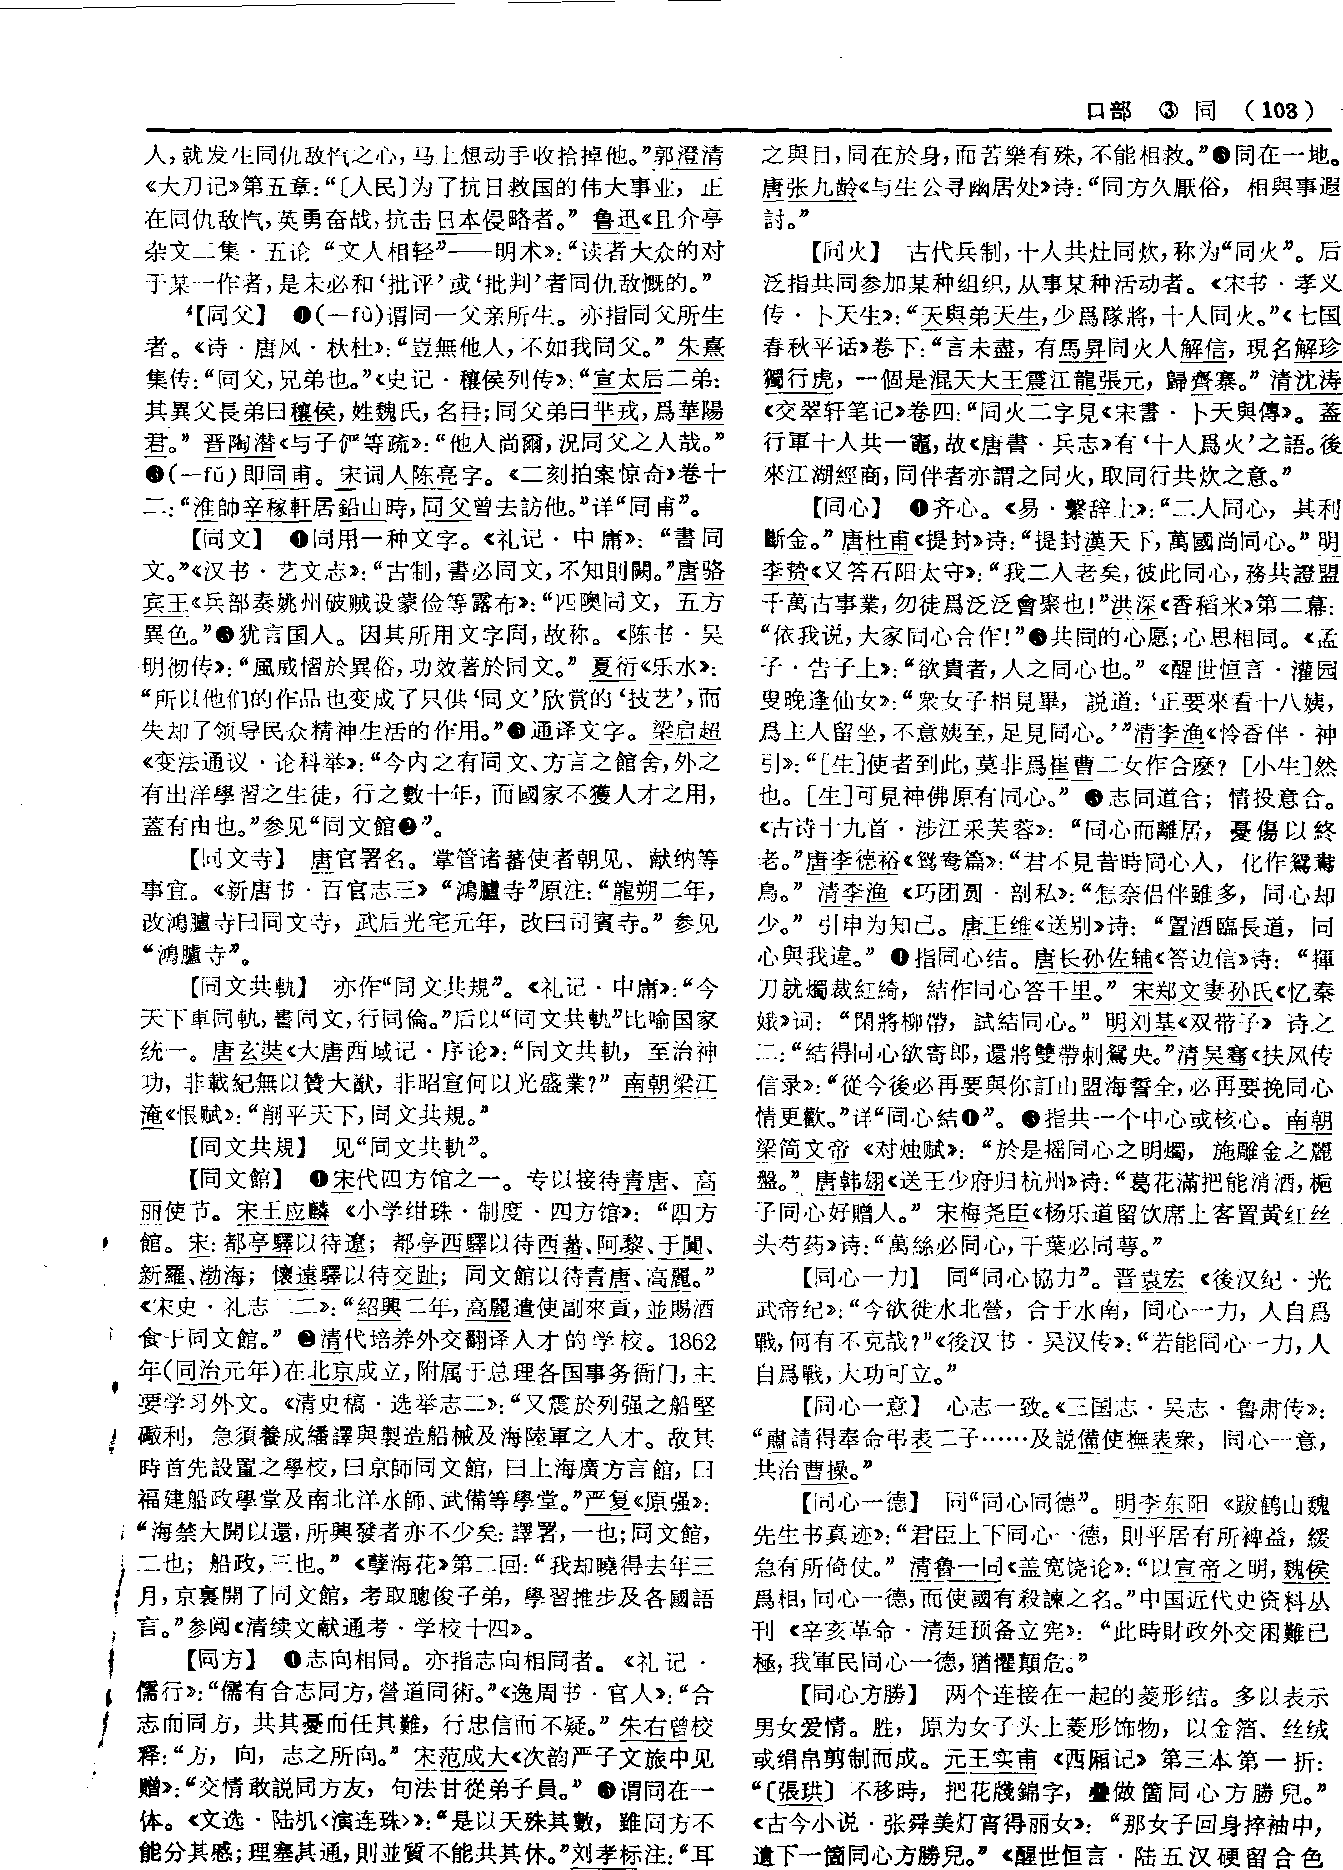 口部 ③ 同 （103）
人，就发生同仇敌忾之心，马上想动手收拾掉他。”郭澄清
《大刀记》第五章：“〔人民〕为了抗日救国的伟大事业，正
在同仇敌忾，英勇奋战，抗击日本侵略者。” 鲁迅《且介亭
杂文二集·五论“文人相轻”——明术》：“读者大众的对
于某一作者，是未必和‘批评’或‘批判’者同仇敌慨的。”
【同父】 ❶(—fù)谓同一父亲所生。亦指同父所生
者。《诗·唐风·杕杜》：“豈無他人，不如我同父。” 朱熹
集传：“同父，兄弟也。”《史记·穰侯列传》：“宣太后二弟：
其異父長弟曰穰侯，姓魏氏，名冉；同父弟曰芈戎，爲華陽
君。” 晋陶潜《与子俨等疏》：“他人尚爾，況同父之人哉。”
❷(—fǔ)即同甫。宋词人陈亮字。《二刻拍案惊奇》卷十
二：“淮帥辛稼軒居鉛山時，同父曾去訪他。”详“同甫”。
【同文】 ❶同用一种文字。《礼记·中庸》：“書同
文。”《汉书·艺文志》：“古制，書必同文，不知則闕。”唐骆
宾王《兵部奏姚州破贼设蒙俭等露布》：“四隩同文，五方
異色。”❷犹言国人。因其所用文字同，故称。《陈书·吴
明彻传》：“風威慴於異俗，功效著於同文。” 夏衍《乐水》：
“所以他们的作品也变成了只供‘同文’欣赏的‘技艺’，而
失却了领导民众精神生活的作用。”❸通译文字。梁启超
《变法通议·论科举》：“今内之有同文、方言之館舍，外之
有出洋學習之生徒，行之數十年，而國家不獲人才之用，
蓋有由也。”参见“同文館❷”。
【同文寺】 唐官署名。掌管诸蕃使者朝见、献纳等
事宜。《新唐书·百官志三》“鴻臚寺”原注：“龍朔二年，
改鴻臚寺曰同文寺，武后光宅元年，改曰司賓寺。” 参见
“鴻臚寺”。
【同文共軌】 亦作“同文共規”。《礼记·中庸》：“今
天下車同軌，書同文，行同倫。”后以“同文共軌”比喻国家
统一。唐玄奘《大唐西域记·序论》：“同文共軌，至治神
功，非載紀無以贊大猷，非昭宣何以光盛業？” 南朝梁江
淹《恨赋》：“削平天下，同文共規。”
【同文共規】 见“同文共軌”。
【同文館】 ❶宋代四方馆之一。专以接待青唐、高
丽使节。宋王应麟《小学绀珠·制度·四方馆》：“四方
館。宋：都亭驛以待遼；都亭西驛以待西蕃、阿黎、于闐、
新羅、渤海；懷遠驛以待交趾；同文館以待青唐、高麗。”
《宋史·礼志二二》：“紹興二年，高麗遣使副來貢，並賜酒
食于同文館。” ❷清代培养外交翻译人才的学校。1862
年（同治元年）在北京成立，附属于总理各国事务衙门，主
要学习外文。《清史稿·选举志二》：“又震於列强之船堅
礮利，急須養成繙譯與製造船械及海陸軍之人才。故其
時首先設置之學校，曰京師同文館，曰上海廣方言館，曰
福建船政學堂及南北洋水師、武備等學堂。”严复《原强》：
“海禁大開以還，所興發者亦不少矣：譯署，一也；同文館，
二也；船政，三也。”《孽海花》第二回：“我却曉得去年三
月，京裏開了同文館，考取聰俊子弟，學習推步及各國語
言。”参阅《清续文献通考·学校十四》。
【同方】 ❶志向相同。亦指志向相同者。《礼记·
儒行》：“儒有合志同方，營道同術。”《逸周书·官人》：“合
志而同方，共其憂而任其難，行忠信而不疑。” 朱右曾校
释：“方，向，志之所向。” 宋范成大《次韵严子文旅中见
赠》：“交情敢説同方友，句法甘從弟子員。” ❷谓同在一
体。《文选·陆机〈演连珠〉》：“是以天殊其數，雖同方不
能分其慼；理塞其通，則並質不能共其休。”刘孝标注：“耳
之與目，同在於身，而苦樂有殊，不能相救。”❸同在一地。
唐张九龄《与生公寻幽居处》诗：“同方久厭俗，相與事遐
討。”
【同火】 古代兵制，十人共灶同炊，称为“同火”。后
泛指共同参加某种组织，从事某种活动者。《宋书·孝义
传·卜天生》：“天與弟天生，少爲隊將，十人同火。”《七国
春秋平话》卷下：“言未盡，有馬昇同火人解信，現名解珍
獨行虎，一個是混天大王震江龍張元，歸齊寨。” 清沈涛
《交翠轩笔记》卷四：“同火二字見《宋書·卜天與傳》。蓋
行軍十人共一竈，故《唐書·兵志》有‘十人爲火’之語。後
來江湖經商，同伴者亦謂之同火，取同行共炊之意。”
【同心】 ❶齐心。《易·繫辞上》：“二人同心，其利
斷金。”唐杜甫《提封》诗：“提封漢天下，萬國尚同心。”明
李贽《又答石阳太守》：“我二人老矣，彼此同心，務共證盟
千萬古事業，勿徒爲泛泛會聚也！”洪深《香稻米》第二幕：
“依我说，大家同心合作！”❷共同的心愿；心思相同。《孟
子·告子上》：“欲貴者，人之同心也。”《醒世恒言·灌园
叟晚逢仙女》：“衆女子相見畢，説道：‘正要來看十八姨，
爲主人留坐，不意姨至，足見同心。’”清李渔《怜香伴·神
引》：“［生］使者到此，莫非爲崔曹二女作合麽？［小生］然
也。［生］可見神佛原有同心。” ❸志同道合；情投意合。
《古诗十九首·涉江采芙蓉》：“同心而離居，憂傷以終
老。”唐李德裕《鸳鸯篇》：“君不見昔時同心人，化作鴛鴦
鳥。” 清李渔《巧团圆·剖私》：“怎奈侣伴雖多，同心却
少。” 引申为知己。唐王维《送别》诗：“置酒臨長道，同
心與我違。” ❹指同心结。唐长孙佐辅《答边信》诗：“揮
刀就燭裁紅綺，結作同心答千里。” 宋郑文妻孙氏《忆秦
娥》词：“閑將柳帶，試結同心。” 明刘基《双带子》诗之
二：“結得同心欲寄郎，還將雙帶刺鴛央。”清吴骞《扶风传
信录》：“從今後必再要與你訂山盟海誓全，必再要挽同心
情更歡。”详“同心結❶”。 ❺指共一个中心或核心。南朝
梁简文帝《对烛赋》：“於是摇同心之明燭，施雕金之麗
盤。” 唐韩翃《送王少府归杭州》诗：“葛花滿把能消酒，梔
子同心好贈人。” 宋梅尧臣《杨乐道留饮席上客置黄红丝
头芍药》诗：“萬絲必同心，千葉必同萼。”
【同心一力】 同“同心協力”。晋袁宏《後汉纪·光
武帝纪》：“今欲徙水北營，合于水南，同心一力，人自爲
戰，何有不克哉？”《後汉书·吴汉传》：“若能同心一力，人
自爲戰，大功可立。”
【同心一意】 心志一致。《三国志·吴志·鲁肃传》：
“肅請得奉命弔表二子……及説備使撫表衆，同心一意，
共治曹操。”
【同心一德】 同“同心同德”。明李东阳《跋鹤山魏
先生书真迹》：“君臣上下同心一德，則平居有所裨益，緩
急有所倚仗。” 清魯一同《盖宽饶论》：“以宣帝之明，魏侯
爲相，同心一德，而使國有殺諫之名。”中国近代史资料丛
刊《辛亥革命·清廷预备立宪》：“此時財政外交困難已
極，我軍民同心一德，猶懼顛危。”
【同心方勝】 两个连接在一起的菱形结。多以表示
男女爱情。胜，原为女子头上菱形饰物，以金箔、丝绒
或绢帛剪制而成。元王实甫《西厢记》第三本第一折：
“〔張珙〕不移時，把花牋錦字，疊做箇同心方勝兒。”
《古今小说·张舜美灯宵得丽女》：“那女子回身捽袖中，
遺下一箇同心方勝兒。”《醒世恒言·陆五汉硬留合色